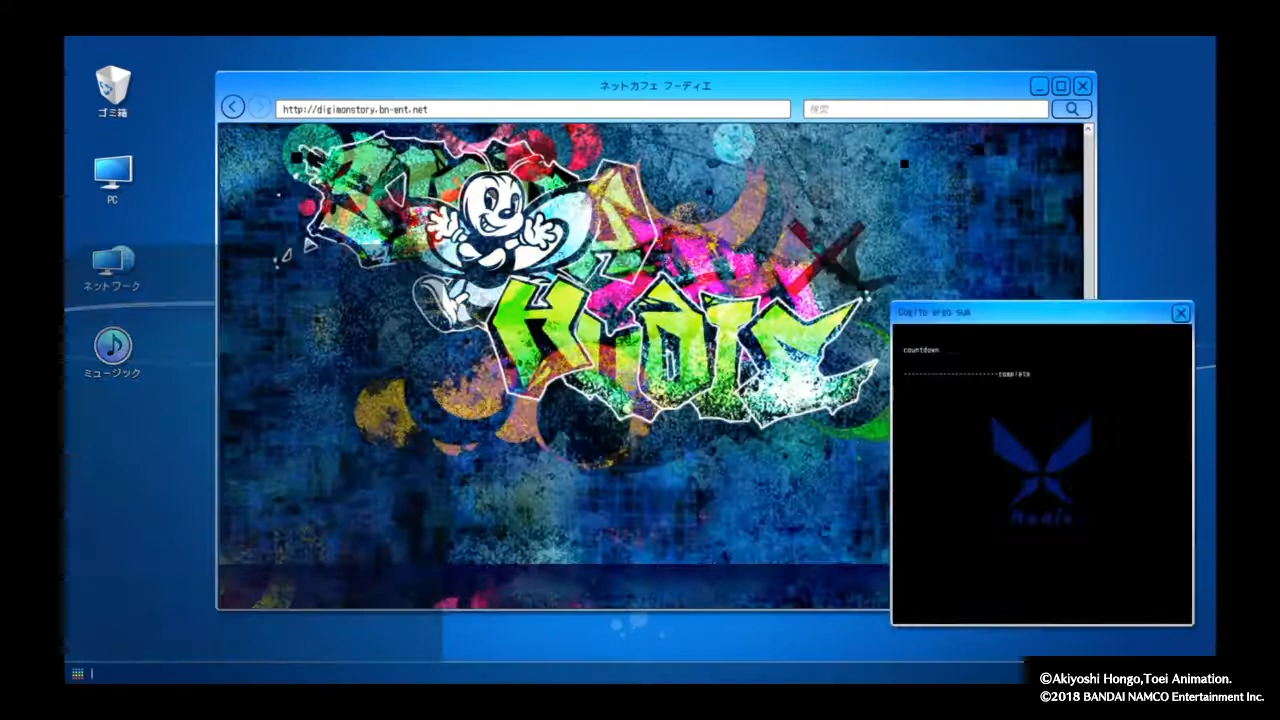 ゴミ箱
PC
ネットワーク
ミュージック
ネットカフェ フーディエ
http://digimonstory.bn-ent.net
検索
Hudie
Cogito ergo sum
countdown
-------------------------complete
Hudie
©Akiyoshi Hongo,Toei Animation.
©2018 BANDAI NAMCO Entertainment Inc.